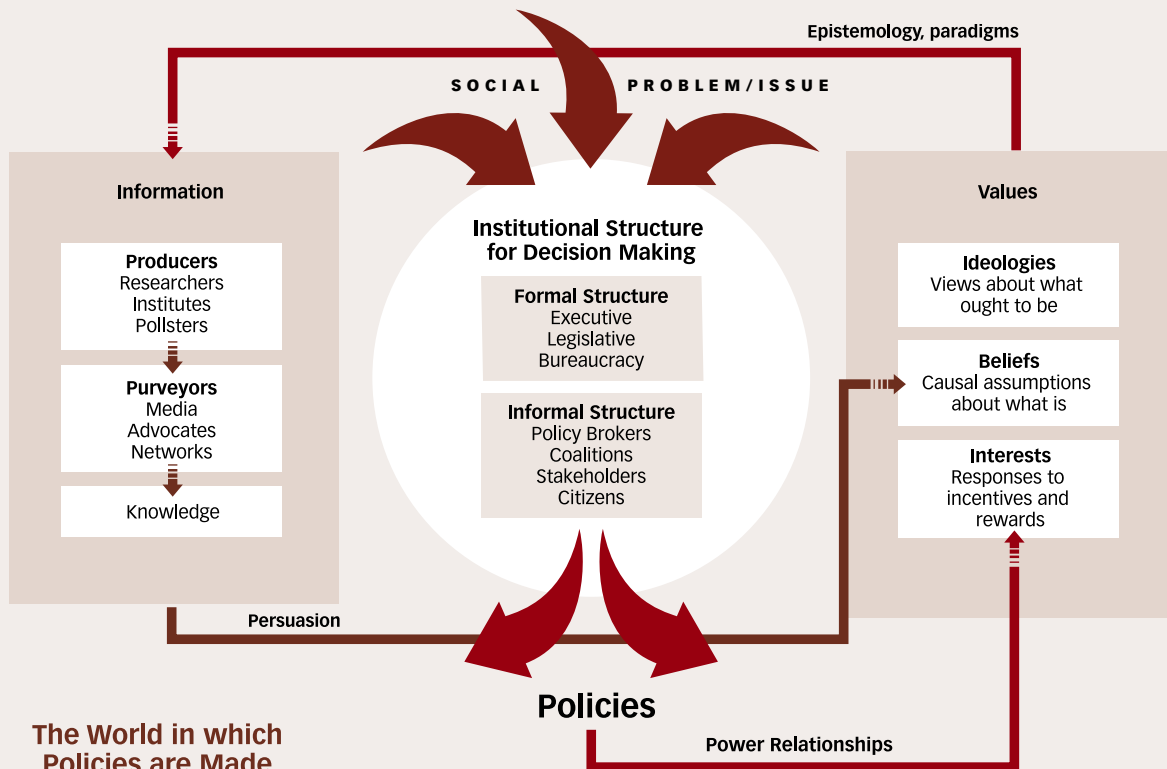 Epistemology, paradigms
SOCIAL PROBLEM/ISSUE
Information
Producers
Researchers
Institutes
Pollsters
Purveyors
Media
Advocates
Networks
Knowledge
Institutional Structure
for Decision Making
Formal Structure
Executive
Legislative
Bureaucracy
Informal Structure
Policy Brokers
Coalitions
Stakeholders
Citizens
Values
Ideologies
Views about what
ought to be
Beliefs
Causal assumptions
about what is
Interests
Responses to
incentives and
rewards
Persuasion
Policies
Power Relationships
The World in which
Policies are Made